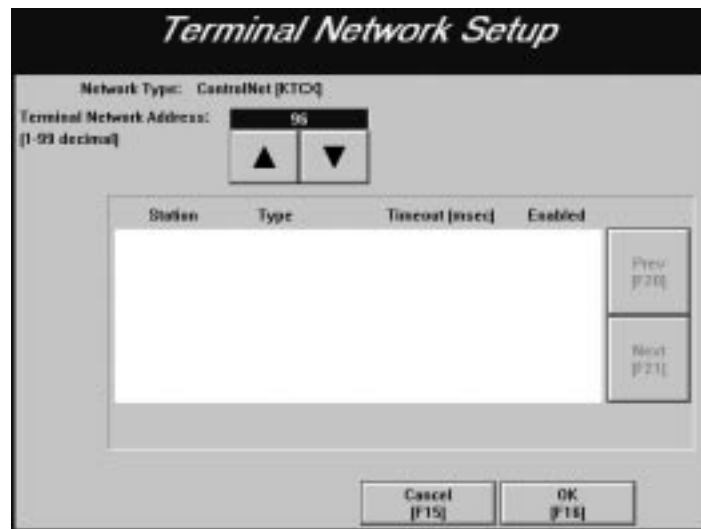 Terminal Network Setup
Network Type: ControlNet [KTCX]
Terminal Network Address: 96
[1-99 decimal]
Station Type Timeout [msec] Enabled
Prev
[F20]
Next
[F21]
Cancel OK
[F15] [F16]